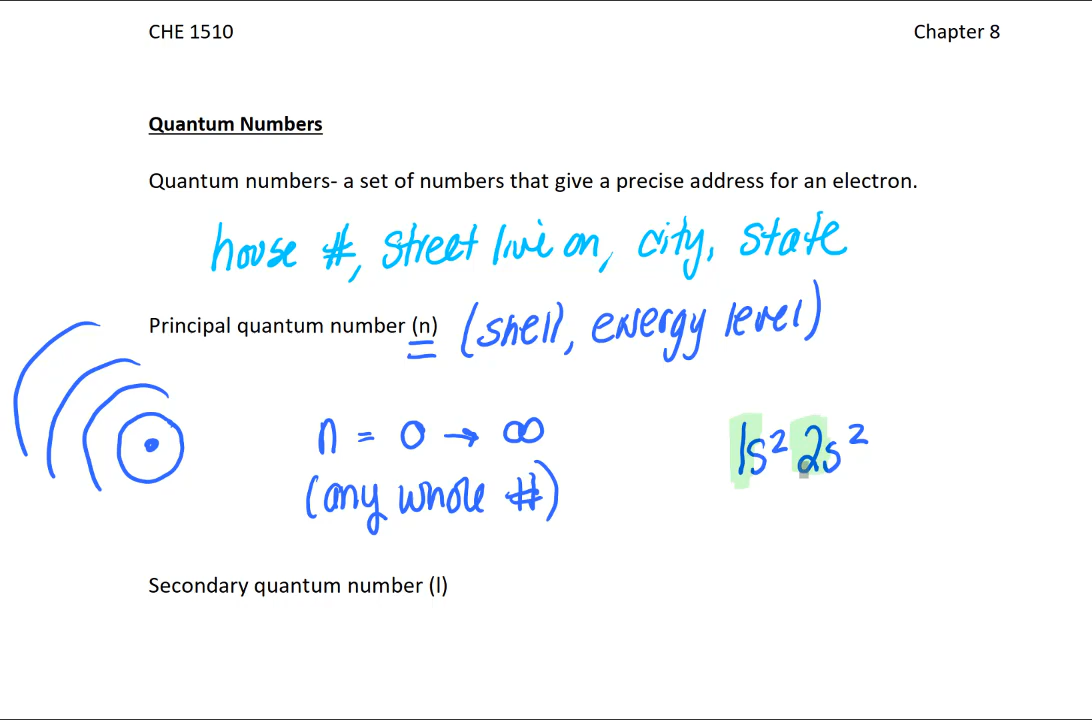 CHE 1510 Chapter 8
Quantum Numbers
Quantum numbers- a set of numbers that give a precise address for an electron.
house #, street live on, city, state
Principal quantum number (n) (shell, energy level)
n = 0 → ∞ 1s² 2s²
(any whole #)
Secondary quantum number (l)